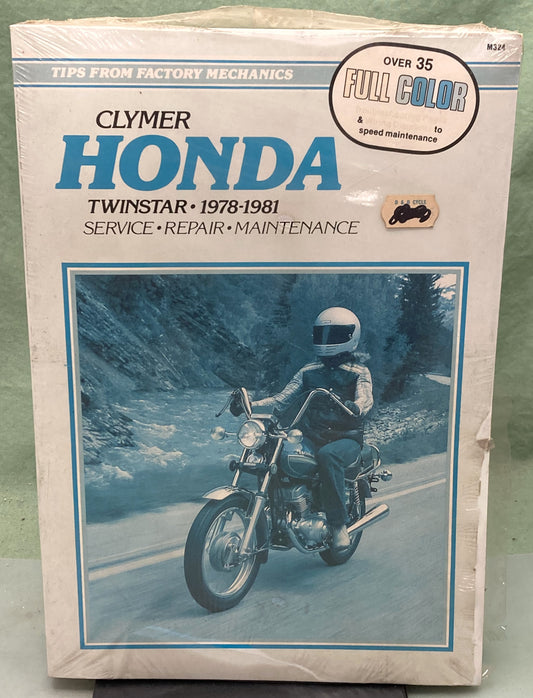 M324
TIPS FROM FACTORY MECHANICS
OVER 35
FULL COLOR
& to
speed maintenance
CLYMER
HONDA
TWINSTAR • 1978-1981
SERVICE • REPAIR • MAINTENANCE
B & B CYCLE